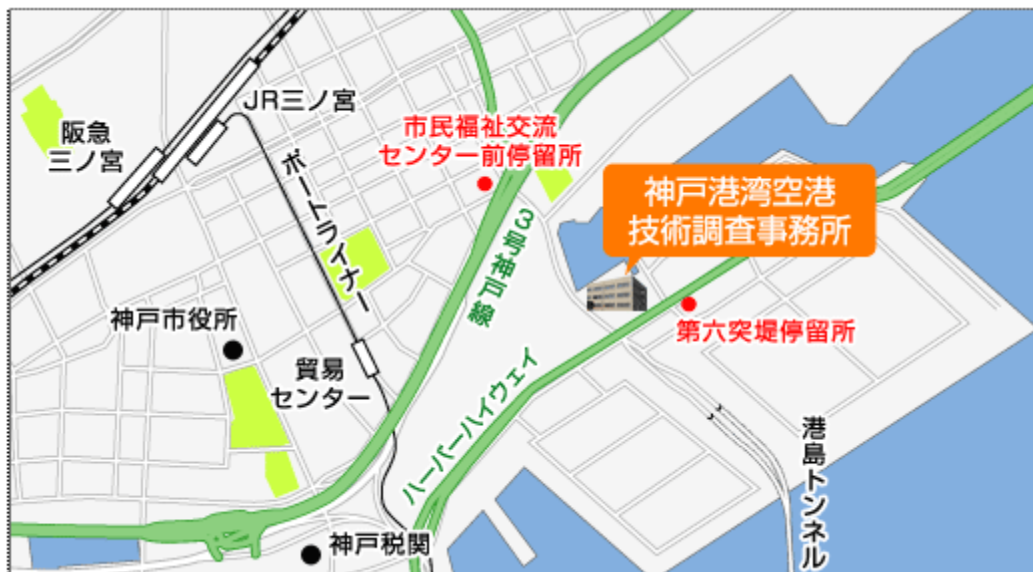 JR三ノ宮
阪急
三ノ宮
ポートライナー
市民福祉交流
センター前停留所
神戸港湾空港
技術調査事務所
3号神戸線
第六突堤停留所
神戸市役所
貿易
センター
ハーバーハイウェイ
港島トンネル
神戸税関